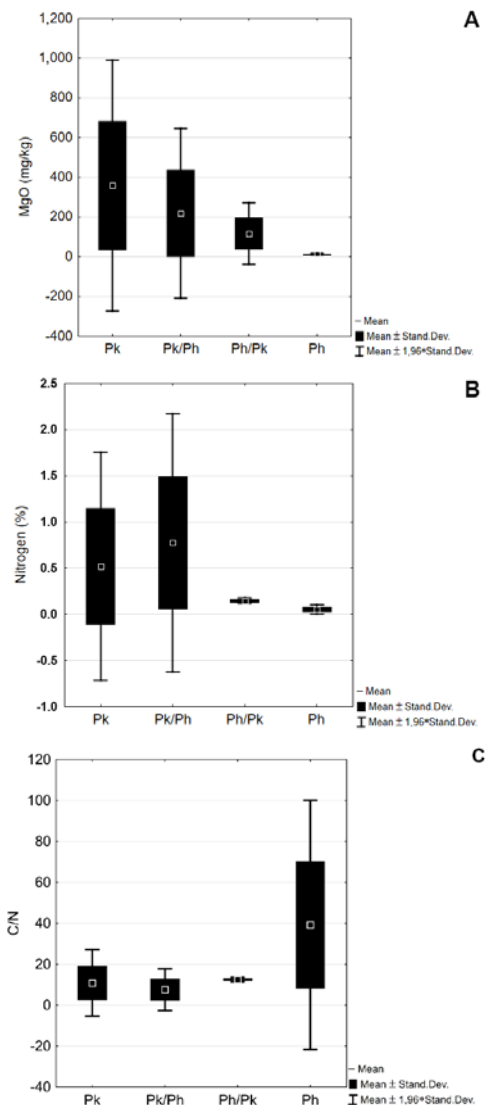 A
1,200
1,000
800
600
400
200
0
-200
-400
MgO (mg/kg)
Pk Pk/Ph Ph/Pk Ph
Mean
Mean ± Stand.Dev.
Mean ± 1,96*Stand.Dev.
B
2.5
2.0
1.5
1.0
0.5
0.0
-0.5
-1.0
Nitrogen (%)
Pk Pk/Ph Ph/Pk Ph
Mean
Mean ± Stand.Dev.
Mean ± 1,96*Stand.Dev.
C
120
100
80
60
40
20
0
-20
-40
C/N
Pk Pk/Ph Ph/Pk Ph
Mean
Mean ± Stand.Dev.
Mean ± 1,96*Stand.Dev.